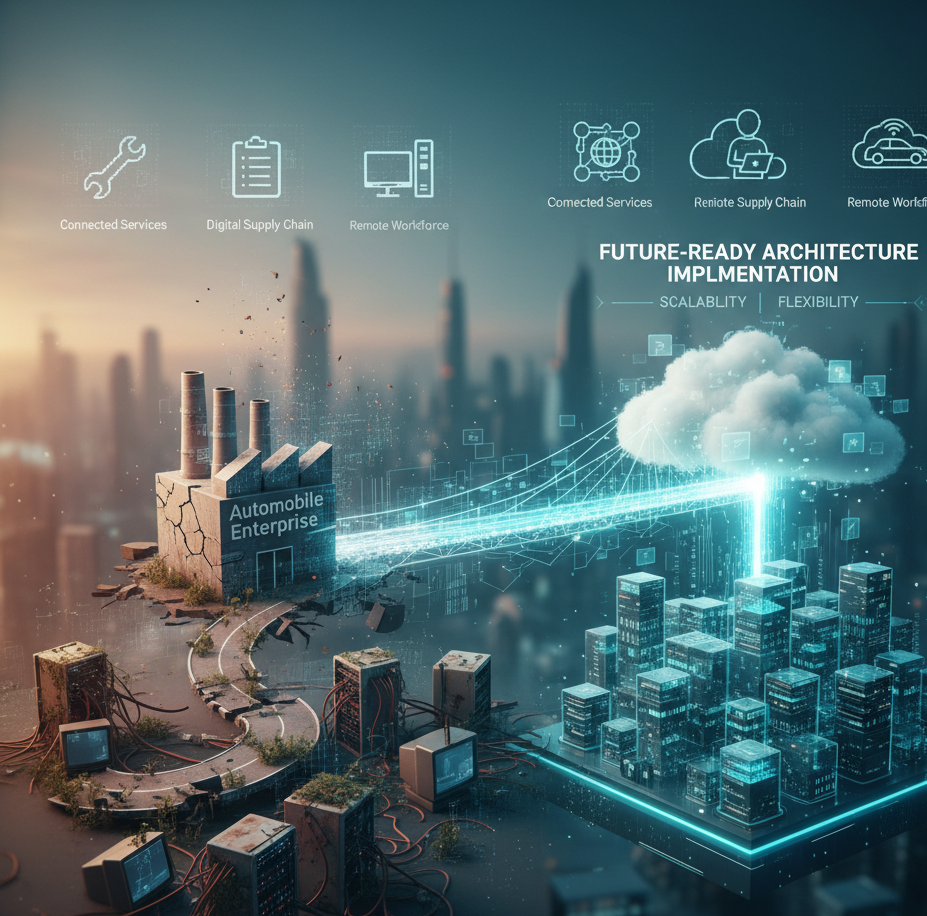 Connected Services
Digital Supply Chain
Remote Workforce
Comected Services
Reniote Supply Chain
Remote
FUTURE-READY ARCHITECTURE
IMPLMENTATION
SCALABLITY | FLEXIBILITY
Automobile
Enterprise